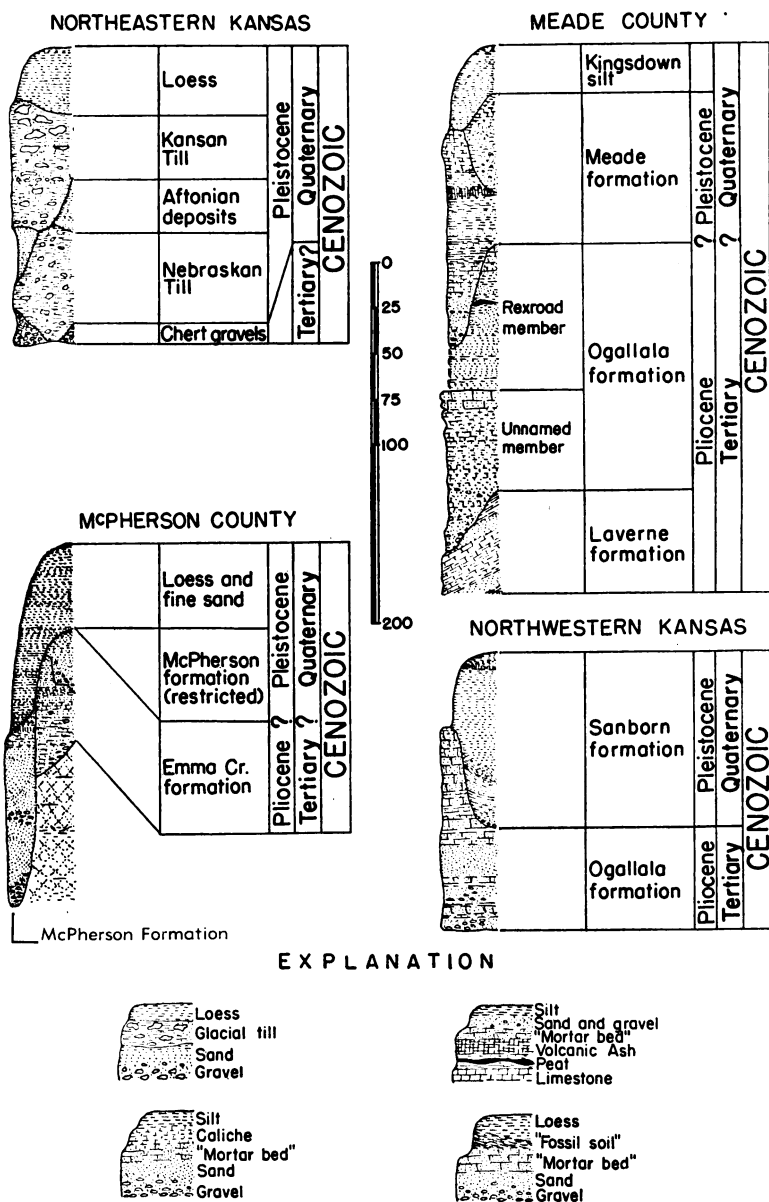 NORTHEASTERN KANSAS
Loess
Kansan
Till
Aftonian
deposits
Nebraskan
Till
Chert gravels
Pleistocene
Quaternary
Tertiary?
CENOZOIC
MEADE COUNTY
Kingsdown
silt
Meade
formation
Rexroad
member
Ogallala
formation
Unnamed
member
Laverne
formation
? Pleistocene
Pliocene
? Quaternary
Tertiary
CENOZOIC
0
25
50
75
100
200
McPHERSON COUNTY
Loess and
fine sand
McPherson
formation
(restricted)
Emma Cr.
formation
Pliocene ? Pleistocene
Tertiary ? Quaternary
CENOZOIC
McPherson Formation
NORTHWESTERN KANSAS
Sanborn
formation
Ogallala
formation
Pleistocene
Pliocene
Quaternary
Tertiary
CENOZOIC
EXPLANATION
Loess
Glacial till
Sand
Gravel
Silt
Sand and gravel
"Mortar bed"
Volcanic Ash
Peat
Limestone
Silt
Caliche
"Mortar bed"
Sand
Gravel
Loess
"Fossil soil"
"Mortar bed"
Sand
Gravel